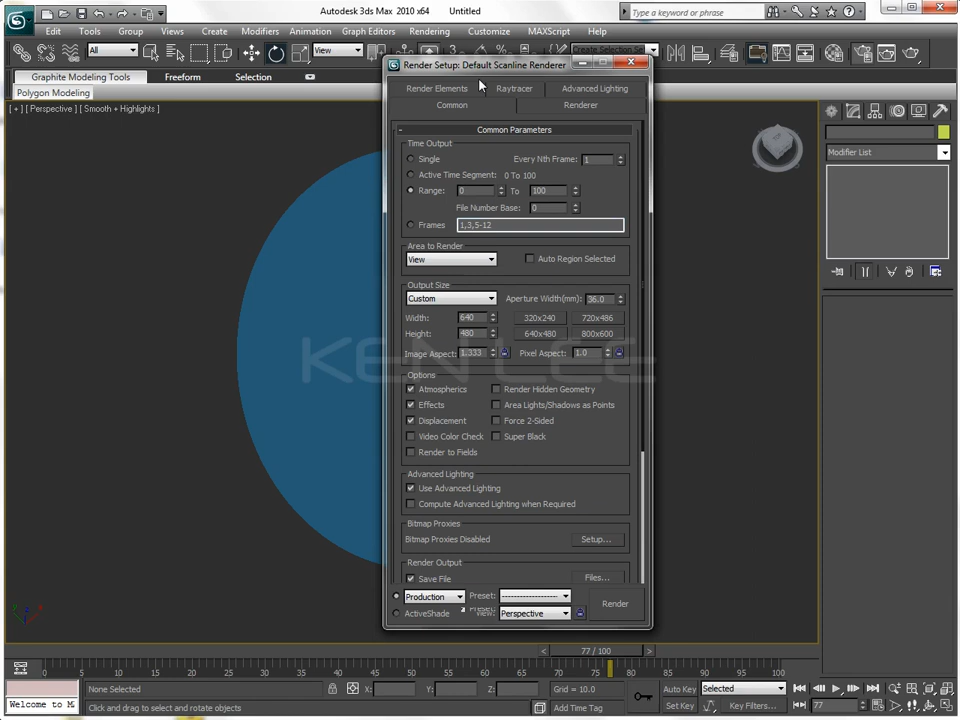 Autodesk 3ds Max 2010 x64 Untitled
Type a keyword or phrase
Edit Tools Group Views Create Modifiers Animation Graph Editors Rendering Customize MAXScript Help
All View Create Selection Se
Graphite Modeling Tools Freeform Selection
Polygon Modeling
[ + ] [ Perspective ] [ Smooth + Highlights ]
Render Setup: Default Scanline Renderer
Render Elements Raytracer Advanced Lighting
Common Renderer
- Common Parameters
Time Output
Single Every Nth Frame: 1
Active Time Segment: 0 To 100
Range: 0 To 100
File Number Base: 0
Frames 1,3,5-12
Area to Render
View Auto Region Selected
Output Size
Custom Aperture Width(mm): 36.0
Width: 640 320x240 720x486
Height: 480 640x480 800x600
Image Aspect: 1.333 Pixel Aspect: 1.0
KEN LEE
Options
Atmospherics Render Hidden Geometry
Effects Area Lights/Shadows as Points
Displacement Force 2-Sided
Video Color Check Super Black
Render to Fields
Advanced Lighting
Use Advanced Lighting
Compute Advanced Lighting when Required
Bitmap Proxies
Bitmap Proxies Disabled Setup...
Render Output
Save File Files...
Production Preset: --------------------
ActiveShade View: Perspective
Render
Modifier List
77 / 100
0 5 10 15 20 25 30 35 40 45 50 55 60 65 70 75 80 85 90 95 100
None Selected X: Y: Z: Grid = 10.0 Auto Key Selected
Welcome to M Click and drag to select and rotate objects Add Time Tag Set Key Key Filters... 77